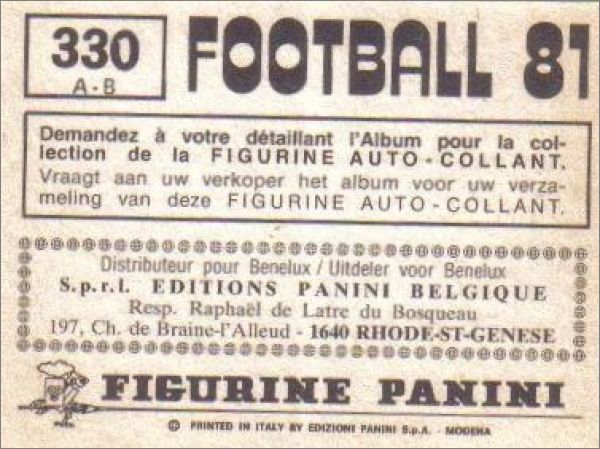 330
A-B
FOOTBALL 81
Demandez à votre détaillant l'Album pour la col-
lection de la FIGURINE AUTO-COLLANT.
Vraagt aan uw verkoper het album voor uw verza-
meling van deze FIGURINE AUTO-COLLANT.
Distributeur pour Benelux / Uitdeler voor Benelux
S.p.r.l. EDITIONS PANINI BELGIQUE
Resp. Raphaël de Latre du Bosqueau
197, Ch. de Braine-l'Alleud - 1640 RHODE-ST-GENESE
FIGURINE PANINI
© PRINTED IN ITALY BY EDIZIONI PANINI S.p.A. - MODENA